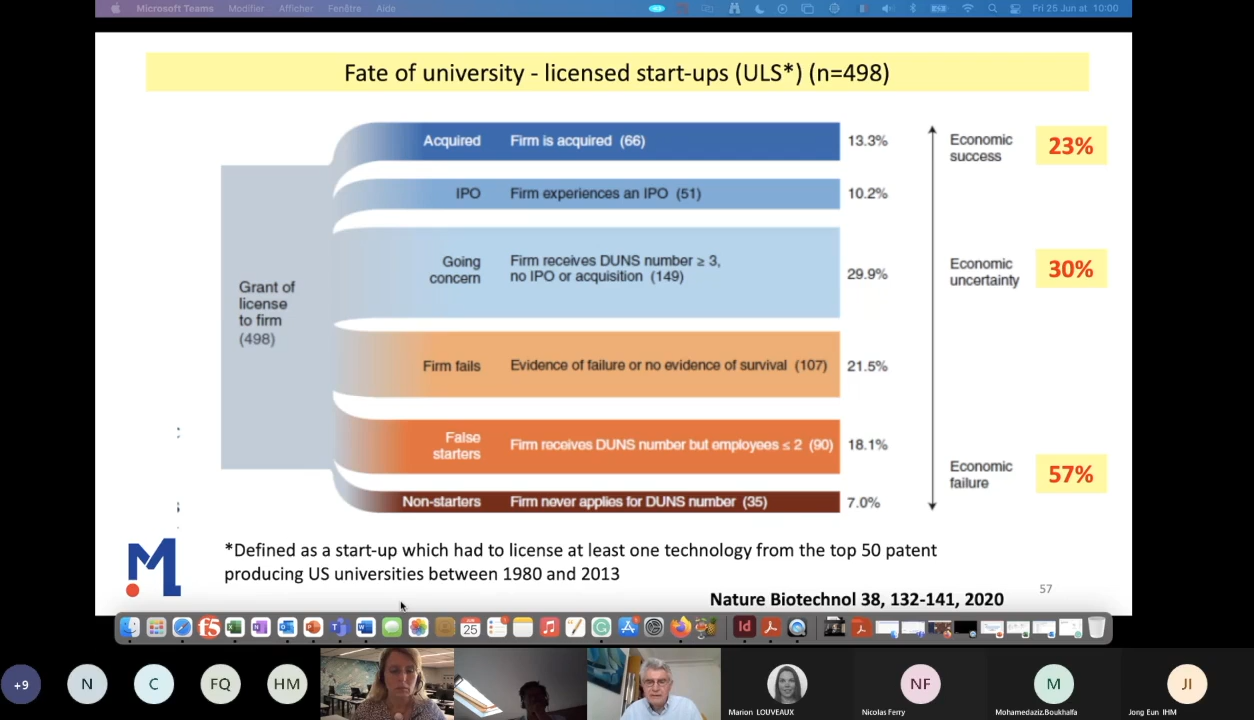 Microsoft Teams Modifier Afficher Fenêtre Aide
Fri 25 Jun at 10:00
Fate of university - licensed start-ups (ULS*) (n=498)
Grant of
license
to firm
(498)
Acquired Firm is acquired (66) 13.3%
IPO Firm experiences an IPO (51) 10.2%
Going
concern
Firm receives DUNS number ≥ 3,
no IPO or acquisition (149)
29.9%
Firm fails Evidence of failure or no evidence of survival (107) 21.5%
False
starters
Firm receives DUNS number but employees ≤ 2 (90) 18.1%
Non-starters Firm never applies for DUNS number (35) 7.0%
Economic
success
23%
Economic
uncertainty
30%
Economic
failure
57%
*Defined as a start-up which had to license at least one technology from the top 50 patent
producing US universities between 1980 and 2013
57
Nature Biotechnol 38, 132-141, 2020
M
f5
25
Id
+9
N
C
FQ
HM
Marion LOUVEAUX
NF
Nicolas Ferry
M
Mohamedaziz.Boukhalfa
JI
Jong Eun IHM